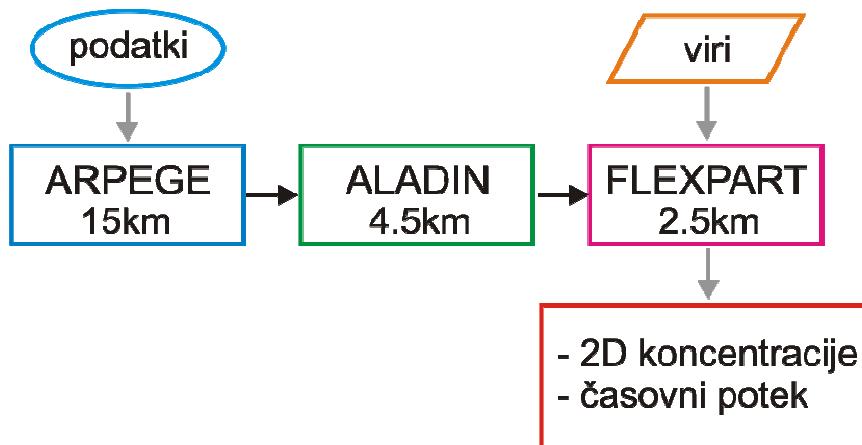 podatki
viri
ARPEGE
15km
ALADIN
4.5km
FLEXPART
2.5km
- 2D koncentracije
- časovni potek